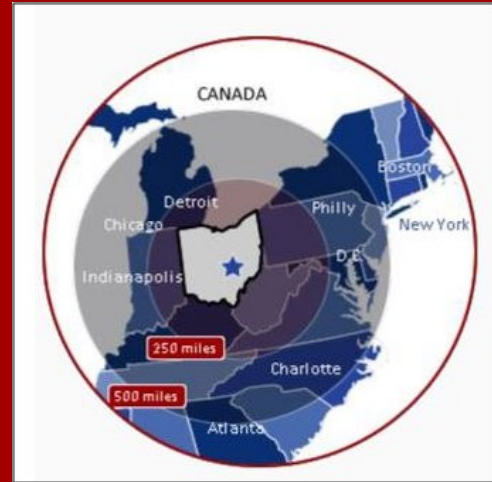 CANADA
Boston
Detroit
Philly
Chicago
New York
D.C.
Indianapolis
250 miles
Charlotte
500 miles
Atlanta